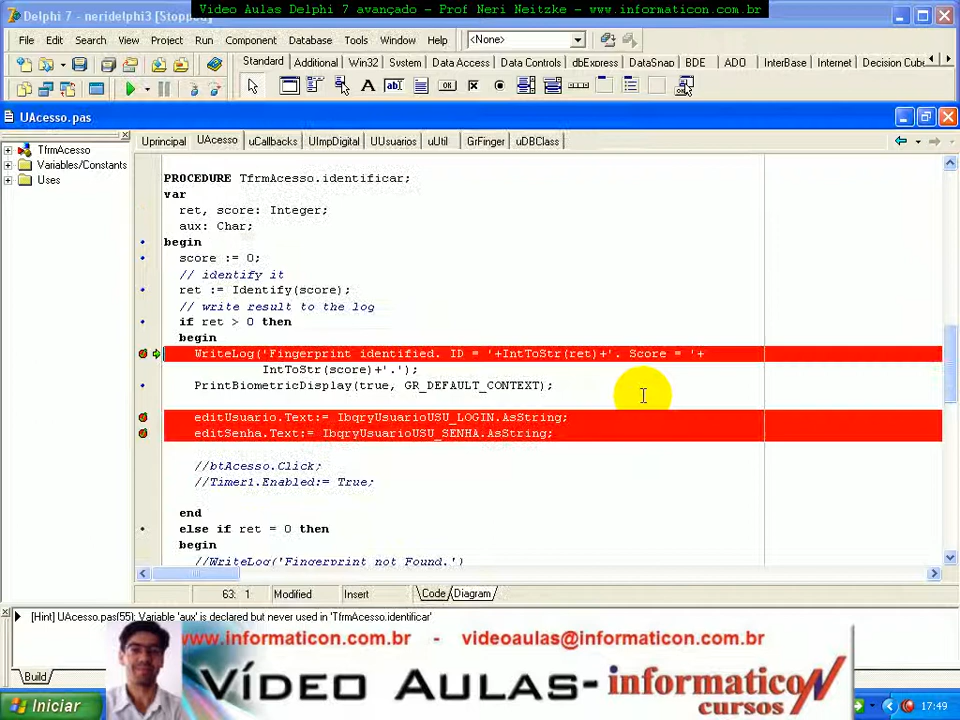 Video Aulas Delphi 7 avançado - Prof Neri Neitzke - www.informaticon.com.br
Delphi 7 - neridelphi3 [Stopped]
File Edit Search View Project Run Component Database Tools Window Help <None>
Standard Additional Win32 System Data Access Data Controls dbExpress DataSnap BDE ADO InterBase Internet Decision Cube
UAcesso.pas
Uprincipal UAcesso uCallbacks UImpDigital UUsuarios uUtil GrFinger uDBClass
TfrmAcesso
Variables/Constants
Uses
PROCEDURE TfrmAcesso.identificar;
var
ret, score: Integer;
aux: Char;
begin
score := 0;
// identify it
ret := Identify(score);
// write result to the log
if ret > 0 then
begin
WriteLog('Fingerprint identified. ID = '+IntToStr(ret)+'. Score = '+
IntToStr(score)+'.');
PrintBiometricDisplay(true, GR_DEFAULT_CONTEXT);
editUsuario.Text:= IbqryUsuarioUSU_LOGIN.AsString;
editSenha.Text:= IbqryUsuarioUSU_SENHA.AsString;
//btAcesso.Click;
//Timer1.Enabled:= True;
end
else if ret = 0 then
begin
//WriteLog('Fingerprint not Found.')
63: 1 Modified Insert Code Diagram
[Hint] UAcesso.pas(55): Variable 'aux' is declared but never used in 'TfrmAcesso.identificar'
www.informaticon.com.br - videoaulas@informaticon.com.br
Build
VÍDEO AULAS-informaticon
cursos
Iniciar
17:49